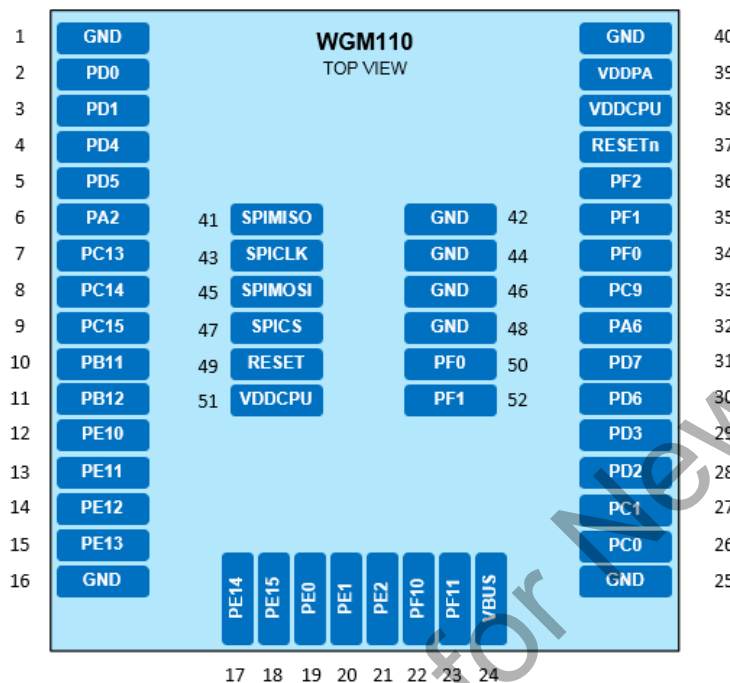 WGM110
TOP VIEW
1 GND GND 40
2 PD0 VDDPA 39
3 PD1 VDDCPU 38
4 PD4 RESETn 37
5 PD5 PF2 36
6 PA2 41 SPIMISO GND 42 PF1 35
7 PC13 43 SPICLK GND 44 PF0 34
8 PC14 45 SPIMOSI GND 46 PC9 33
9 PC15 47 SPICS GND 48 PA6 32
10 PB11 49 RESET PF0 50 PD7 31
11 PB12 51 VDDCPU PF1 52 PD6 30
12 PE10 PD3 29
13 PE11 PD2 28
14 PE12 PC1 27
15 PE13 PC0 26
16 GND GND 25
PE14 PE15 PE0 PE1 PE2 PF10 PF11 VBUS
17 18 19 20 21 22 23 24
for New